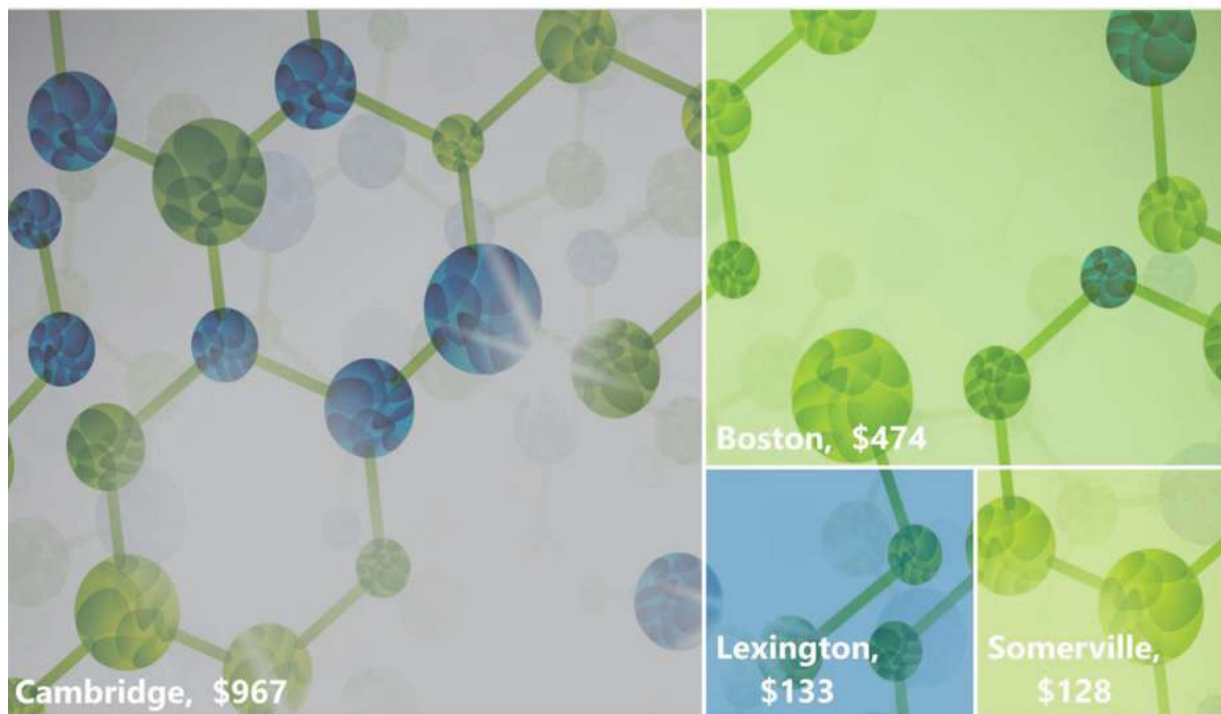 Boston, $474
Lexington,
$133
Somerville,
$128
Cambridge, $967